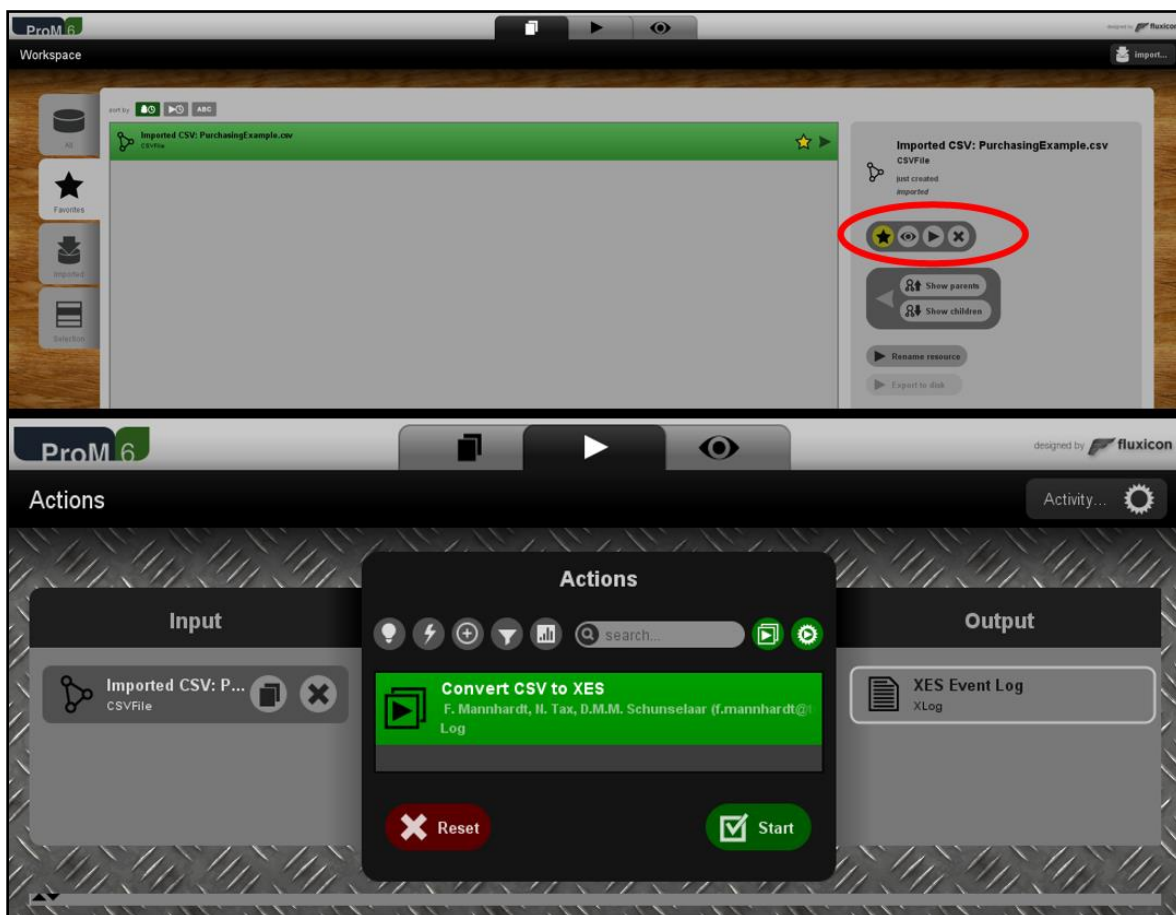 ProM 6
designed by fluxicon
Workspace
import...
sort by: ABC
All
Favorites
Imported
Selection
Imported CSV: PurchasingExample.csv
CSVFile
Imported CSV: PurchasingExample.csv
CSVFile
just created
imported
Show parents
Show children
Rename resource
Export to disk
ProM 6
designed by fluxicon
Actions
Activity...
Input
Imported CSV: P...
CSVFile
Actions
search...
Convert CSV to XES
F. Mannhardt, N. Tax, D.M.M. Schunselaar (f.mannhardt@
Log
Reset
Start
Output
XES Event Log
XLog